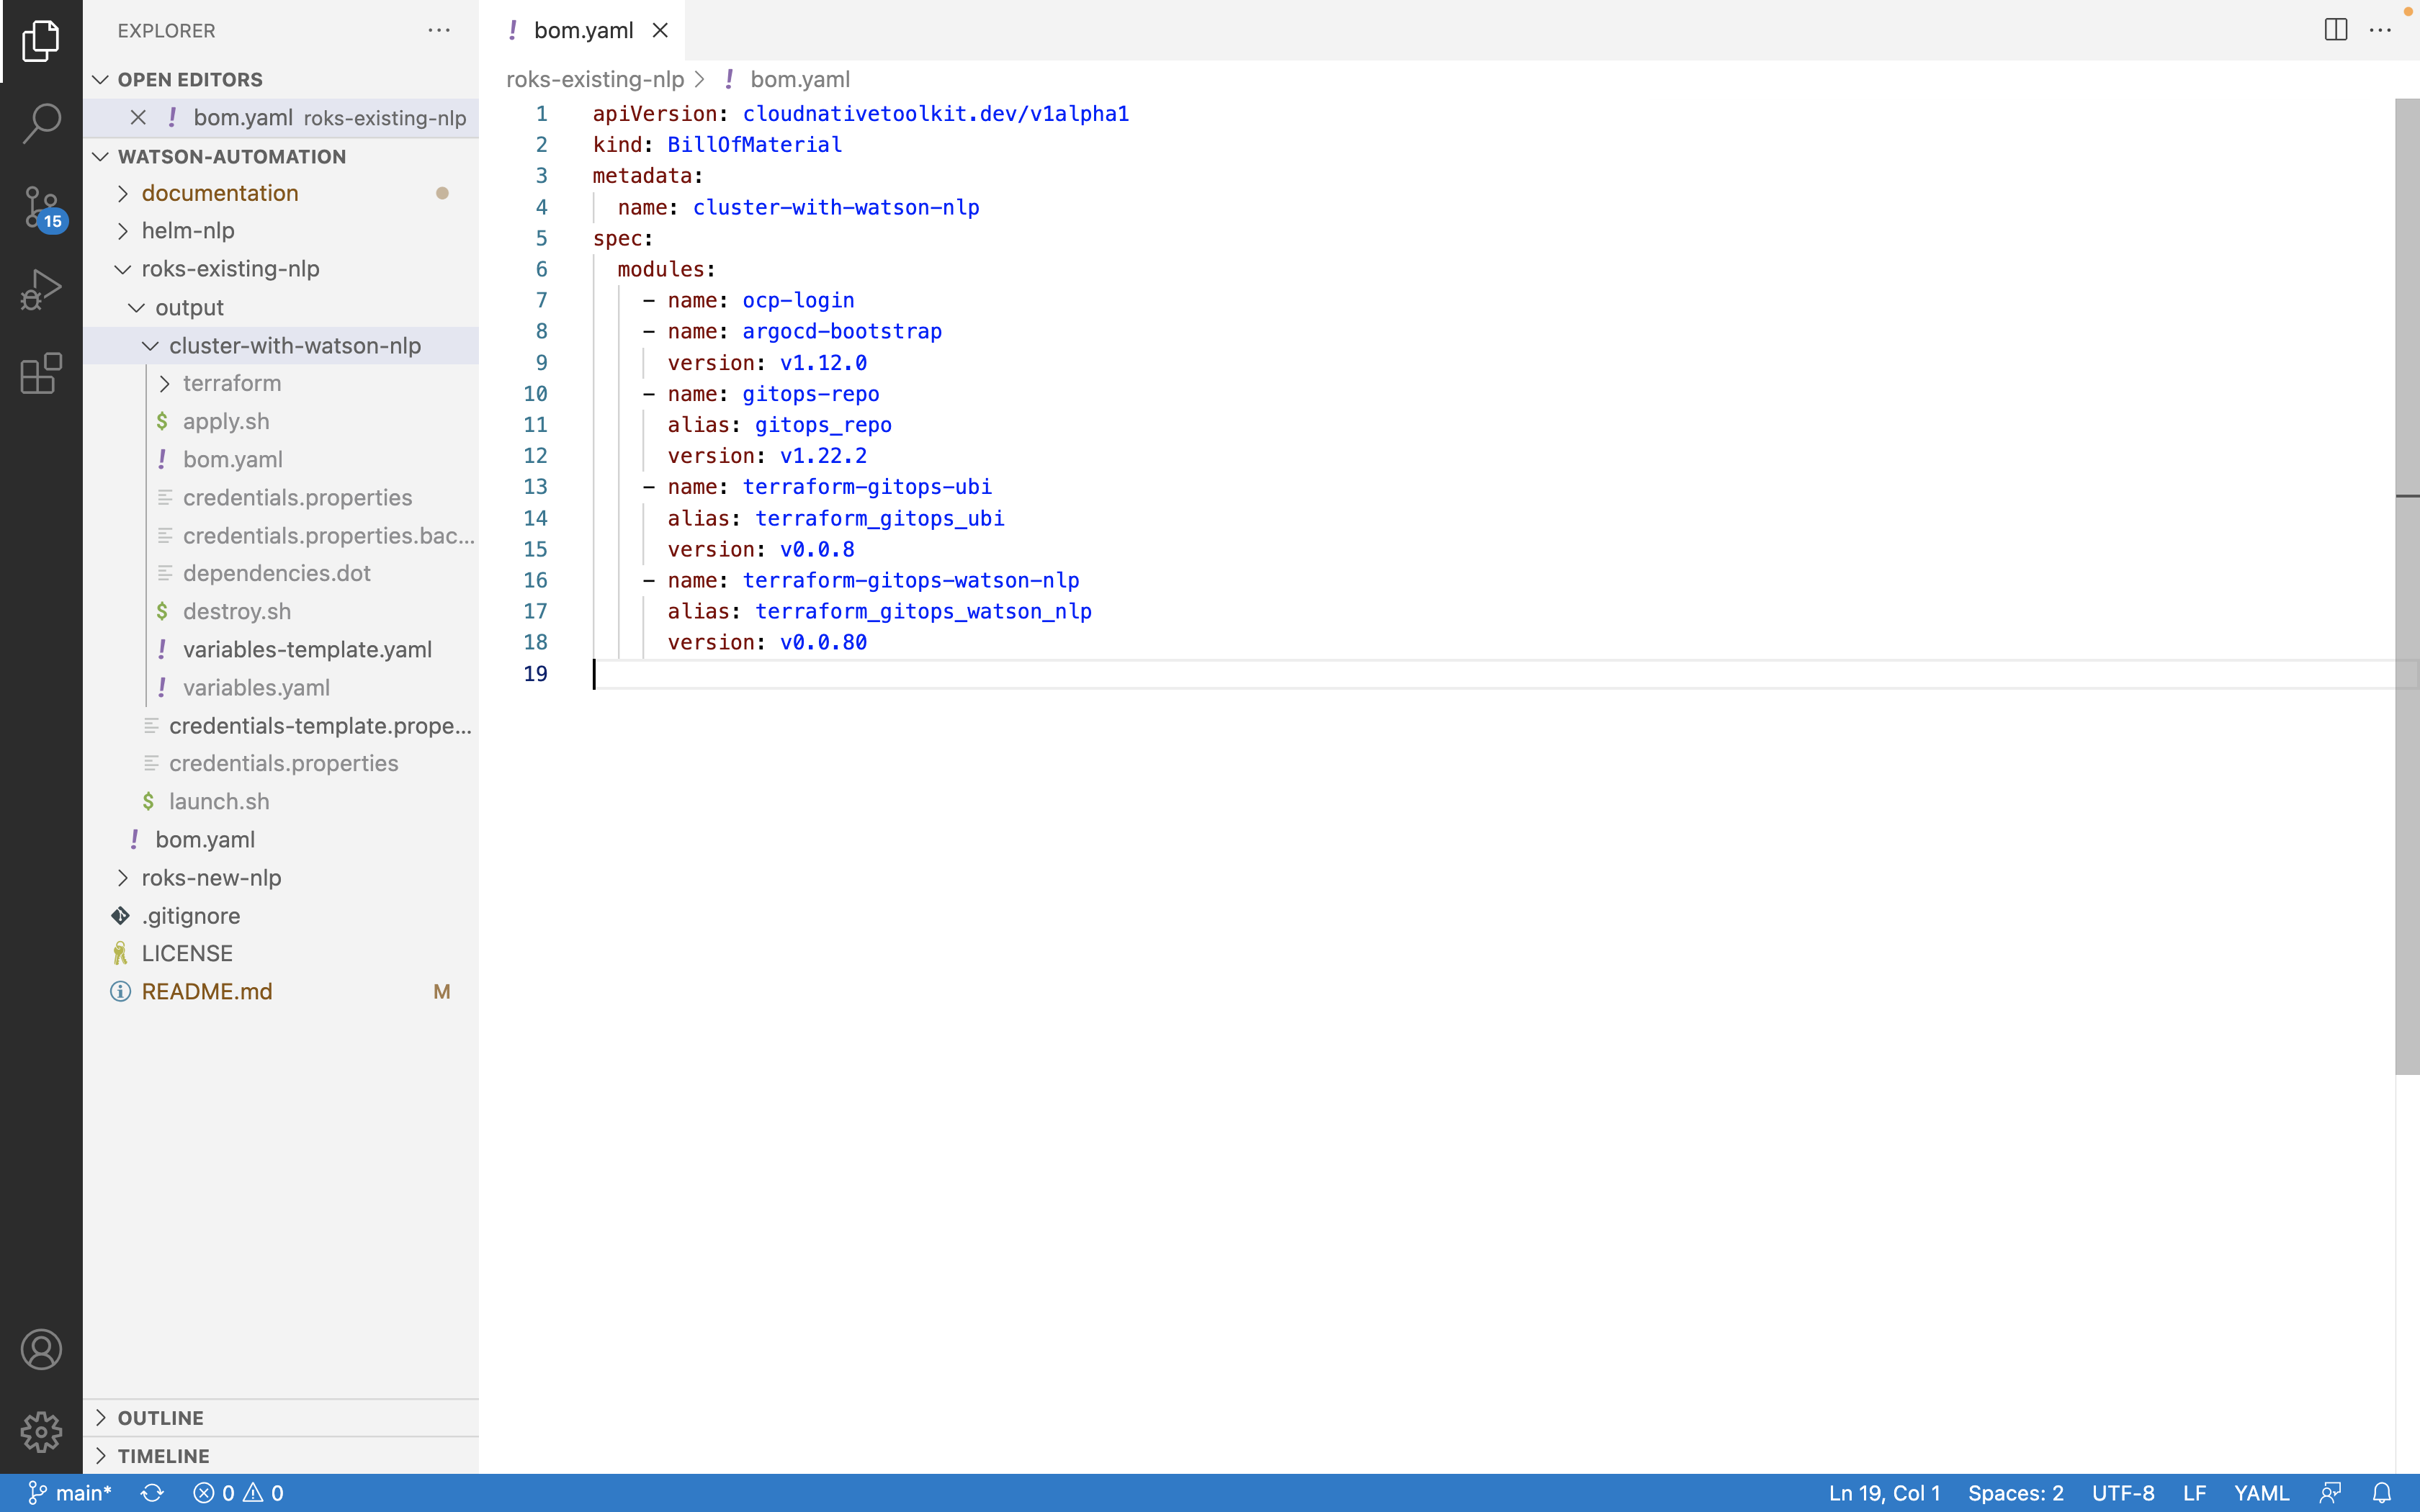 EXPLORER
OPEN EDITORS
bom.yaml roks-existing-nlp
WATSON-AUTOMATION
documentation
helm-nlp
roks-existing-nlp
output
cluster-with-watson-nlp
terraform
$ apply.sh
! bom.yaml
credentials.properties
credentials.properties.bac...
dependencies.dot
$ destroy.sh
! variables-template.yaml
! variables.yaml
credentials-template.prope...
credentials.properties
$ launch.sh
! bom.yaml
roks-new-nlp
.gitignore
LICENSE
README.md M
OUTLINE
TIMELINE
15
! bom.yaml
roks-existing-nlp > ! bom.yaml
1 apiVersion: cloudnativetoolkit.dev/v1alpha1
2 kind: BillOfMaterial
3 metadata:
4 name: cluster-with-watson-nlp
5 spec:
6 modules:
7 - name: ocp-login
8 - name: argocd-bootstrap
9 version: v1.12.0
10 - name: gitops-repo
11 alias: gitops_repo
12 version: v1.22.2
13 - name: terraform-gitops-ubi
14 alias: terraform_gitops_ubi
15 version: v0.0.8
16 - name: terraform-gitops-watson-nlp
17 alias: terraform_gitops_watson_nlp
18 version: v0.0.80
19
main* 0 0 Ln 19, Col 1 Spaces: 2 UTF-8 LF YAML